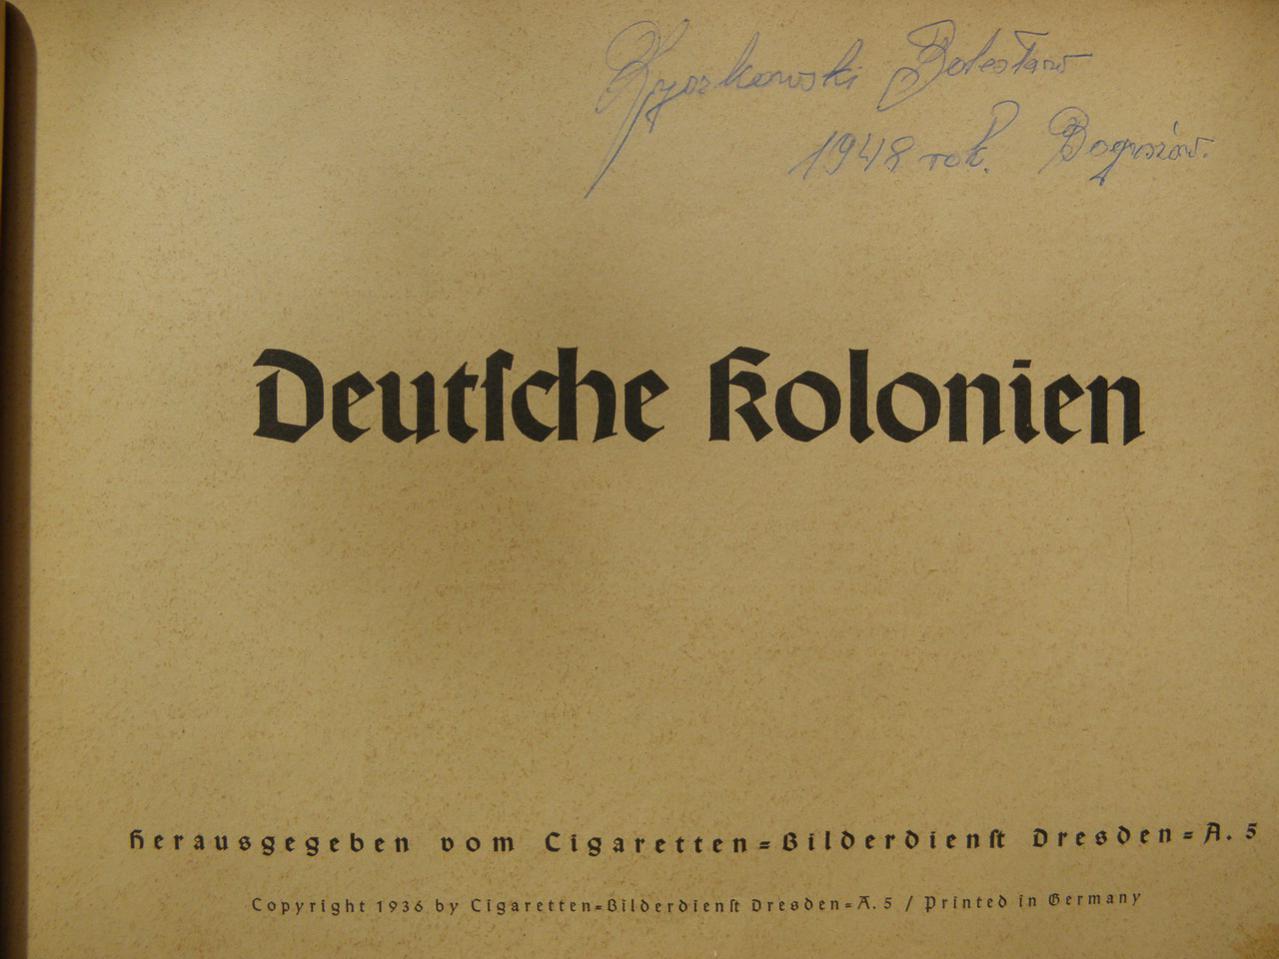 Bolesław
1948 rok. Boguszów.
Deutſche Kolonien
Herausgegeben vom Cigaretten=Bilderdienſt Dresden=A. 5
Copyright 1936 by Cigaretten=Bilderdienſt Dresden=A. 5 / Printed in Germany